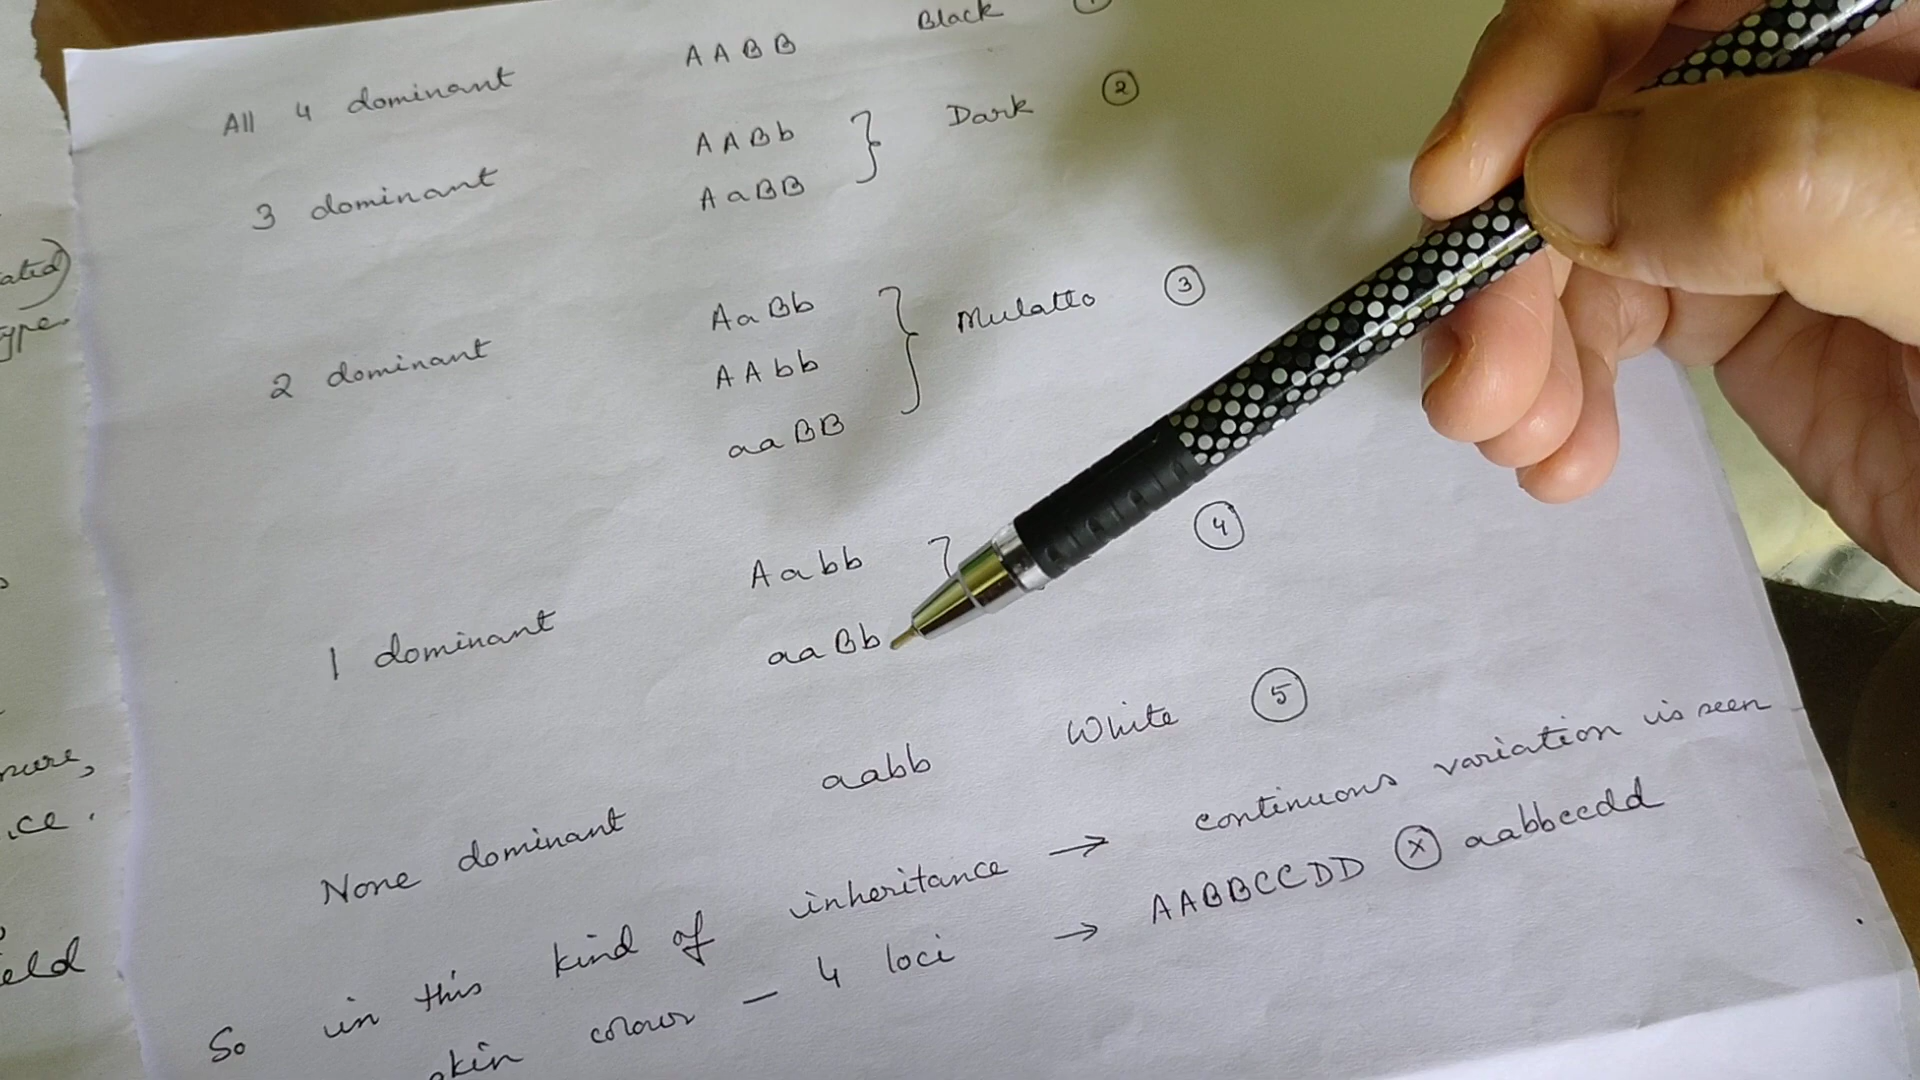 All 4 dominant AABB Black
3 dominant AABb Dark 2
AaBB
2 dominant AaBb Mulatto 3
AAbb
aaBB
1 dominant Aabb 4
aaBb
None dominant aabb White 5
So in this kind of inheritance → continuous variation is seen
skin colour – 4 loci → AABBCCDD X aabbccdd